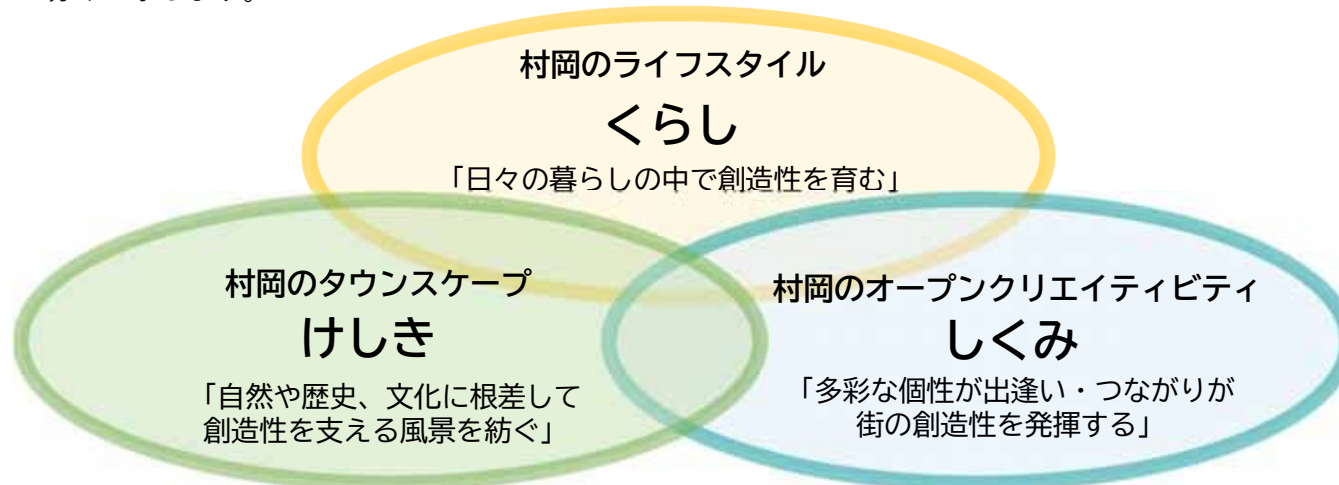 村岡のライフスタイル
くらし
「日々の暮らしの中で創造性を育む」
村岡のタウンスケープ
けしき
「自然や歴史、文化に根差して
創造性を支える風景を紡ぐ」
村岡のオープンクリエイティビティ
しくみ
「多彩な個性が出逢い・つながりが
街の創造性を発揮する」